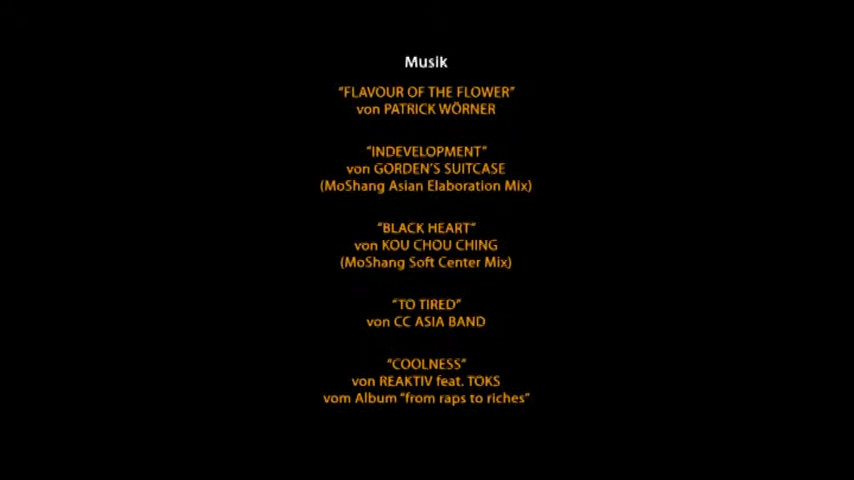 Musik
“FLAVOUR OF THE FLOWER”
von PATRICK WÖRNER
“INDEVELOPMENT”
von GORDEN’S SUITCASE
(MoShang Asian Elaboration Mix)
“BLACK HEART”
von KOU CHOU CHING
(MoShang Soft Center Mix)
“TO TIRED”
von CC ASIA BAND
“COOLNESS”
von REAKTIV feat. TOKS
vom Album “from raps to riches”